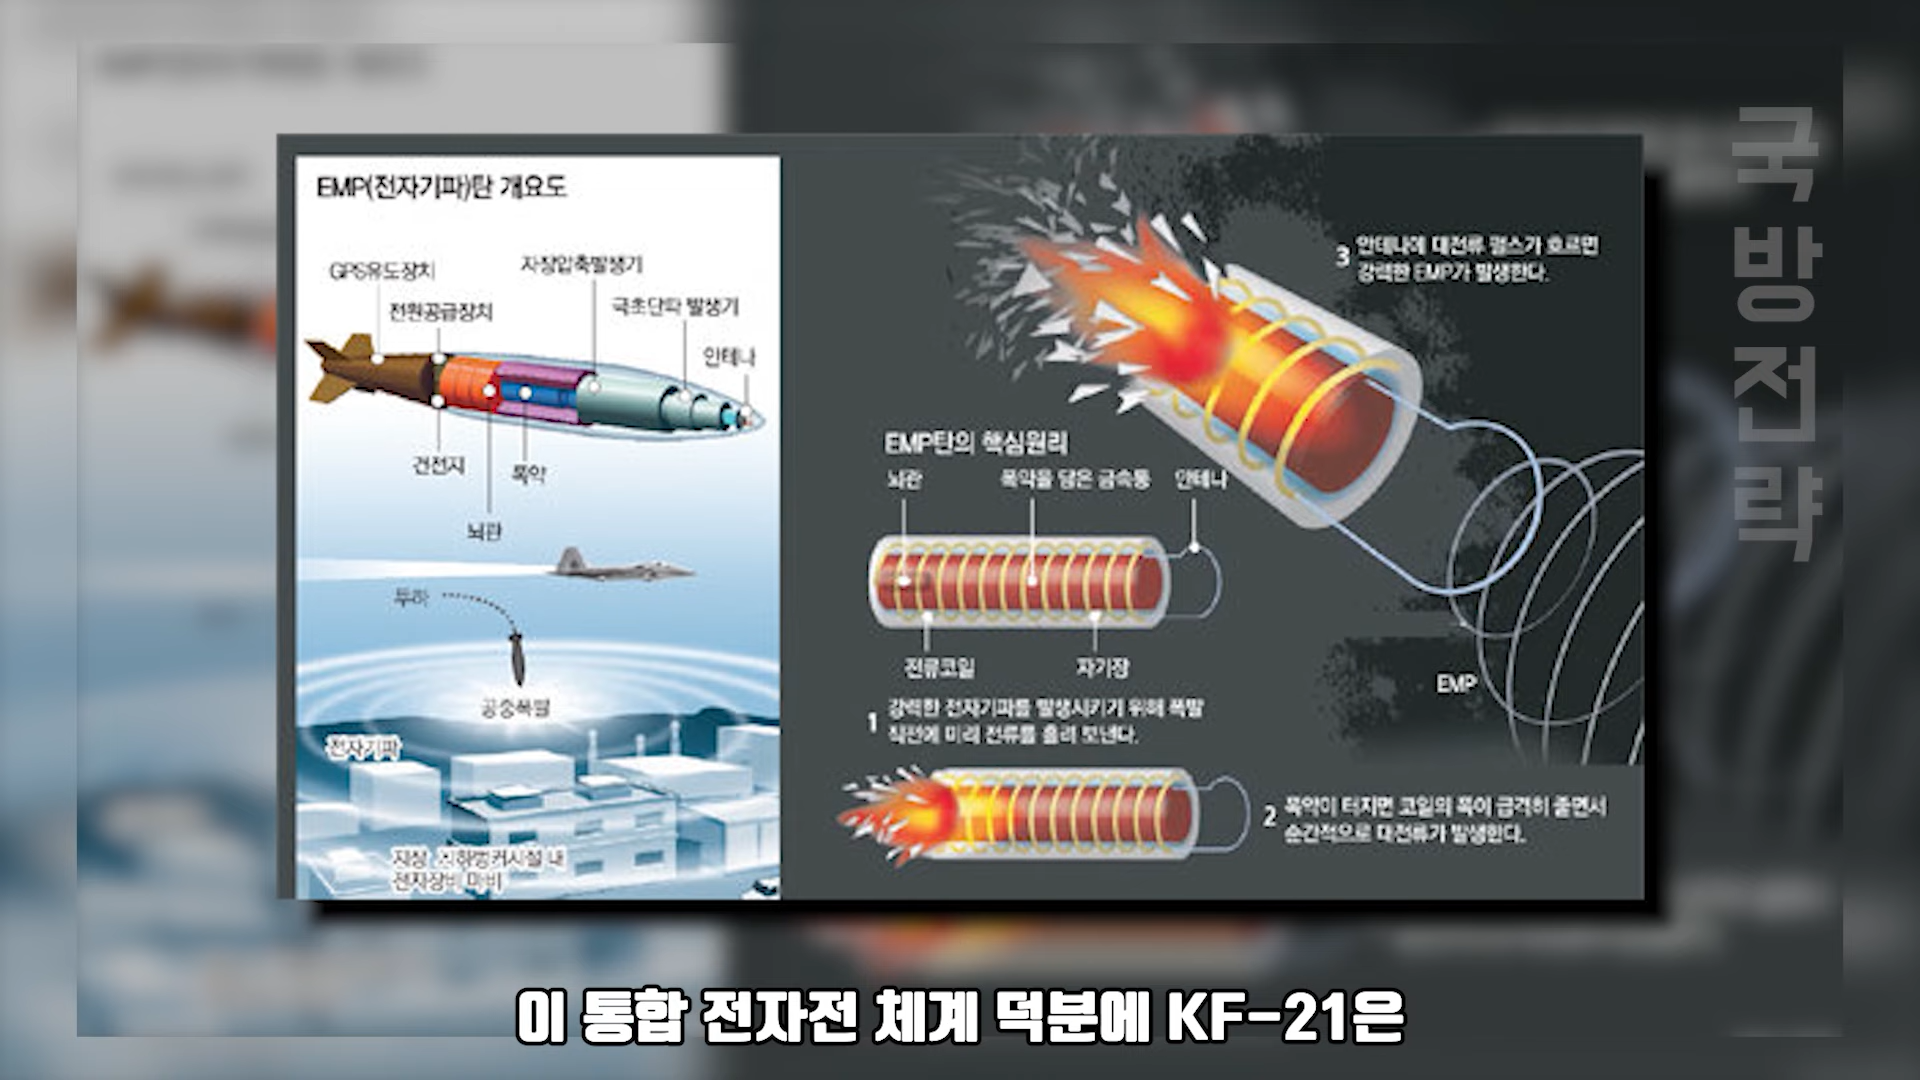 국방전략
EMP(전자기파)탄 개요도
GPS유도장치
자장압축발생기
전원공급장치
극초단파 발생기
안테나
건전지
폭약
뇌관
투하
공중폭발
전자기파
지상·지하벙커시설 내
전자장비 마비
3 안테나에 대전류 펄스가 흐르면
강력한 EMP가 발생한다.
EMP탄의 핵심원리
뇌관
폭약을 담은 금속통
안테나
전류코일
자기장
EMP
1 강력한 전자기파를 발생시키기 위해 폭발
직전에 미리 전류를 흘려 보낸다.
2 폭약이 터지면 코일의 폭이 급격히 줄면서
순간적으로 대전류가 발생한다.
이 통합 전자전 체계 덕분에 KF-21은